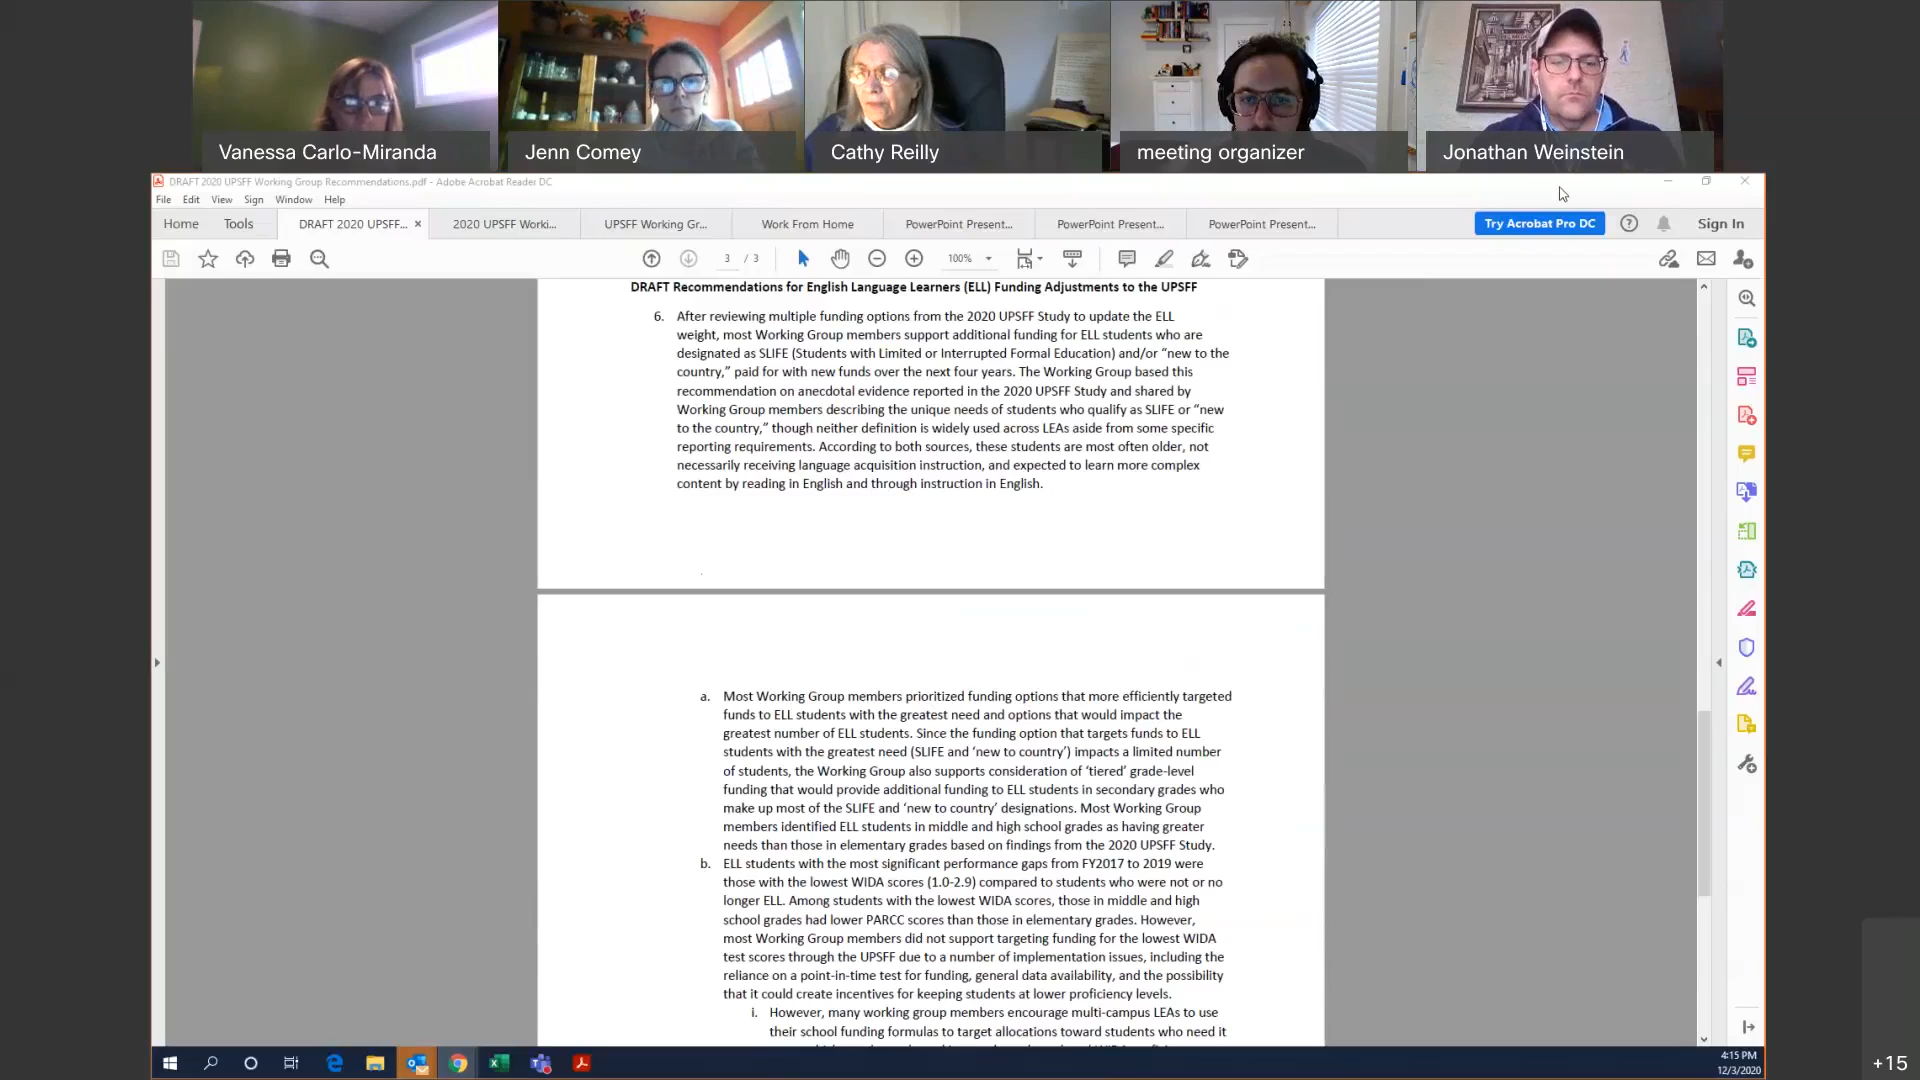 Vanessa Carlo-Miranda
Jenn Comey
Cathy Reilly
meeting organizer
Jonathan Weinstein
DRAFT 2020 UPSFF Working Group Recommendations.pdf - Adobe Acrobat Reader DC
File Edit View Sign Window Help
Home Tools DRAFT 2020 UPSFF... × 2020 UPSFF Worki... UPSFF Working Gr... Work From Home PowerPoint Present... PowerPoint Present... PowerPoint Present... Try Acrobat Pro DC Sign In
3 / 3 100%
DRAFT Recommendations for English Language Learners (ELL) Funding Adjustments to the UPSFF
6. After reviewing multiple funding options from the 2020 UPSFF Study to update the ELL
weight, most Working Group members support additional funding for ELL students who are
designated as SLIFE (Students with Limited or Interrupted Formal Education) and/or “new to the
country,” paid for with new funds over the next four years. The Working Group based this
recommendation on anecdotal evidence reported in the 2020 UPSFF Study and shared by
Working Group members describing the unique needs of students who qualify as SLIFE or “new
to the country,” though neither definition is widely used across LEAs aside from some specific
reporting requirements. According to both sources, these students are most often older, not
necessarily receiving language acquisition instruction, and expected to learn more complex
content by reading in English and through instruction in English.
a. Most Working Group members prioritized funding options that more efficiently targeted
funds to ELL students with the greatest need and options that would impact the
greatest number of ELL students. Since the funding option that targets funds to ELL
students with the greatest need (SLIFE and ‘new to country’) impacts a limited number
of students, the Working Group also supports consideration of ‘tiered’ grade-level
funding that would provide additional funding to ELL students in secondary grades who
make up most of the SLIFE and ‘new to country’ designations. Most Working Group
members identified ELL students in middle and high school grades as having greater
needs than those in elementary grades based on findings from the 2020 UPSFF Study.
b. ELL students with the most significant performance gaps from FY2017 to 2019 were
those with the lowest WIDA scores (1.0-2.9) compared to students who were not or no
longer ELL. Among students with the lowest WIDA scores, those in middle and high
school grades had lower PARCC scores than those in elementary grades. However,
most Working Group members did not support targeting funding for the lowest WIDA
test scores through the UPSFF due to a number of implementation issues, including the
reliance on a point-in-time test for funding, general data availability, and the possibility
that it could create incentives for keeping students at lower proficiency levels.
i. However, many working group members encourage multi-campus LEAs to use
their school funding formulas to target allocations toward students who need it
4:15 PM
12/3/2020
+15